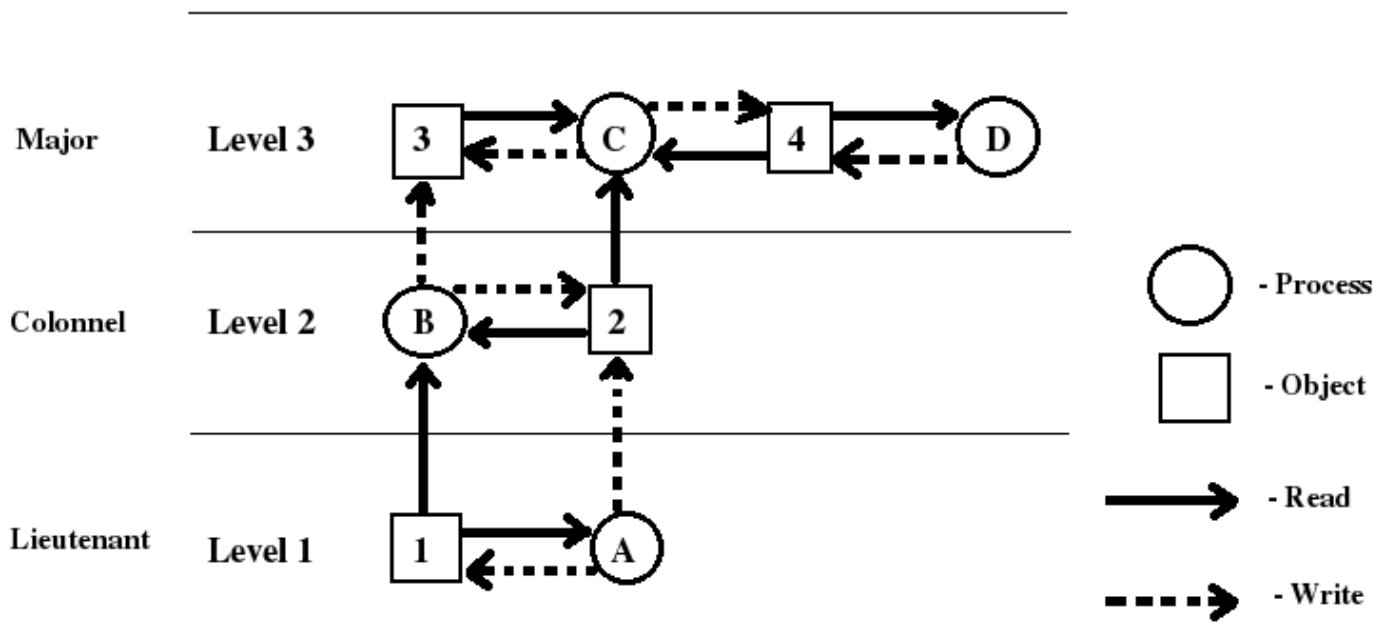 Major
Level 3
3
C
4
D
Colonnel
Level 2
B
2
Lieutenant
Level 1
1
A
- Process
- Object
- Read
- Write